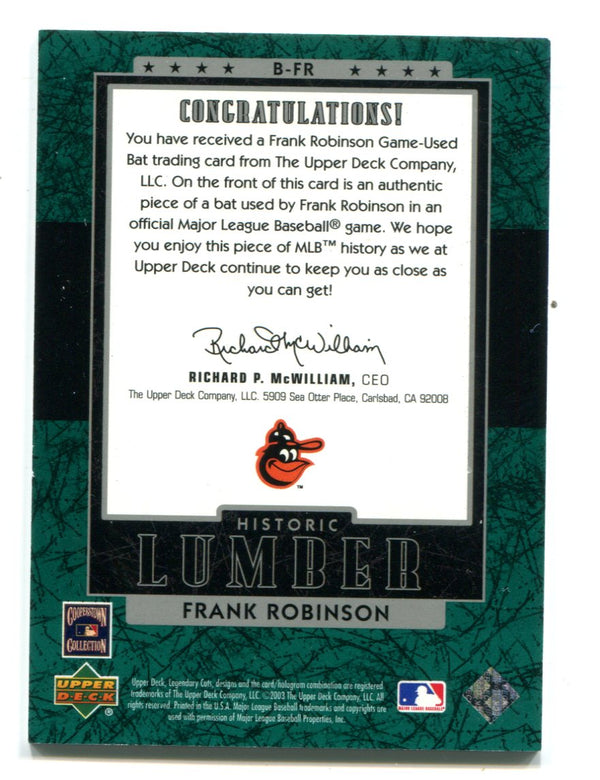 ★ ★ ★ ★ B-FR ★ ★ ★ ★
CONGRATULATIONS!
You have received a Frank Robinson Game-Used
Bat trading card from The Upper Deck Company,
LLC. On the front of this card is an authentic
piece of a bat used by Frank Robinson in an
official Major League Baseball® game. We hope
you enjoy this piece of MLB™ history as we at
Upper Deck continue to keep you as close as
you can get!
Richard McWilliam
RICHARD P. McWILLIAM, CEO
The Upper Deck Company, LLC. 5909 Sea Otter Place, Carlsbad, CA 92008
™
HISTORIC
LUMBER
FRANK ROBINSON
COOPERSTOWN
COLLECTION
UPPER
DECK
®
Upper Deck, Legendary Cuts, designs and the card/hologram combination are registered
trademarks of The Upper Deck Company, LLC. ©2003 The Upper Deck Company, LLC. All
rights reserved. Printed in the U.S.A. Major League Baseball trademarks and copyrights are
used with permission of Major League Baseball Properties, Inc.
MAJOR LEAGUE BASEBALL